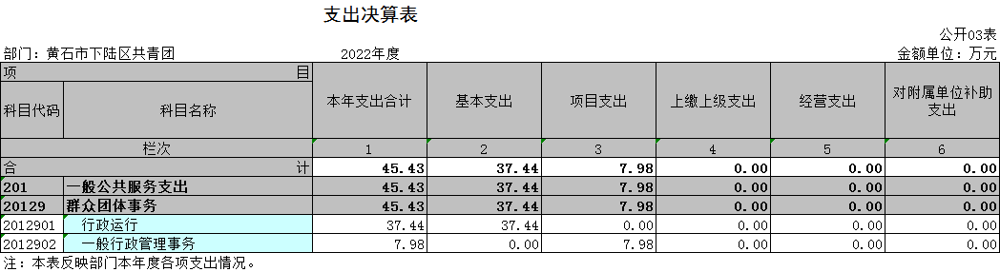 支出决算表
公开03表
部门：黄石市下陆区共青团 2022年度 金额单位：万元
项 目 本年支出合计 基本支出 项目支出 上缴上级支出 经营支出 对附属单位补助支出
科目代码 科目名称
栏次 1 2 3 4 5 6
合 计 45.43 37.44 7.98 0.00 0.00 0.00
201 一般公共服务支出 45.43 37.44 7.98 0.00 0.00 0.00
20129 群众团体事务 45.43 37.44 7.98 0.00 0.00 0.00
2012901 行政运行 37.44 37.44 0.00 0.00 0.00 0.00
2012902 一般行政管理事务 7.98 0.00 7.98 0.00 0.00 0.00
注：本表反映部门本年度各项支出情况。